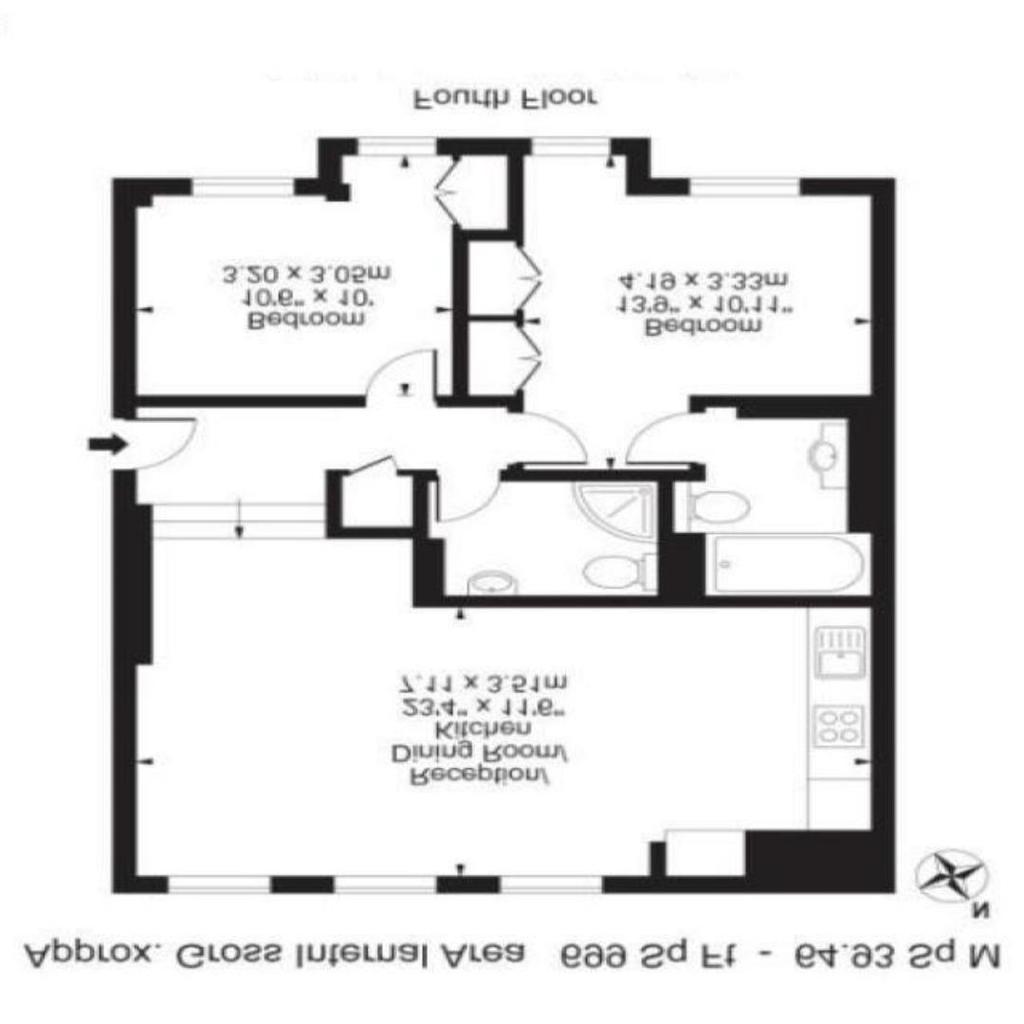 Approx. Gross Internal Area 699 Sq Ft - 64.93 Sq M
N
Reception/
Dining Room/
Kitchen
23'4" x 11'6"
7.11 x 3.51m
Bedroom
10'6" x 10'
3.20 x 3.05m
Bedroom
13'9" x 10'11"
4.19 x 3.33m
Fourth Floor